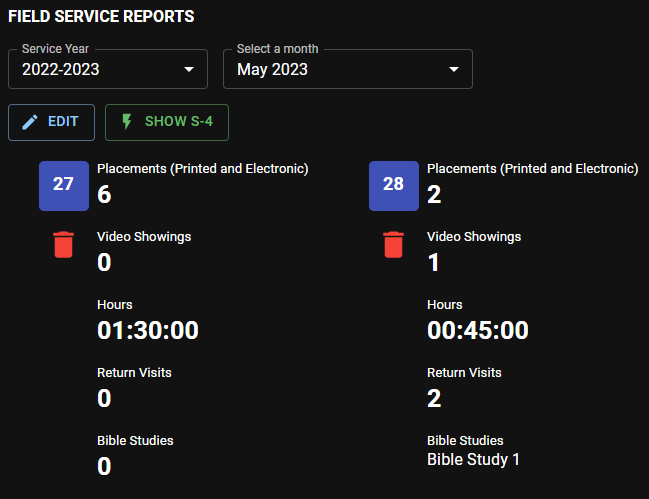 FIELD SERVICE REPORTS
Service Year
2022-2023
Select a month
May 2023
EDIT
SHOW S-4
27
Placements (Printed and Electronic)
6
Video Showings
0
Hours
01:30:00
Return Visits
0
Bible Studies
0
28
Placements (Printed and Electronic)
2
Video Showings
1
Hours
00:45:00
Return Visits
2
Bible Studies
Bible Study 1